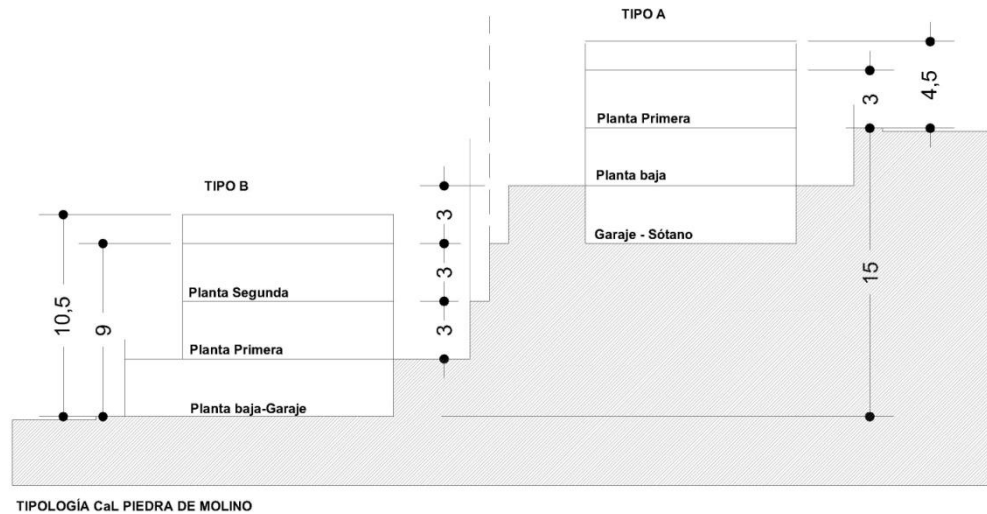 TIPO A
4,5
3
Planta Primera
Planta baja
TIPO B
3
Garaje - Sótano
3
15
Planta Segunda
10,5
9
3
Planta Primera
Planta baja-Garaje
TIPOLOGÍA CaL PIEDRA DE MOLINO